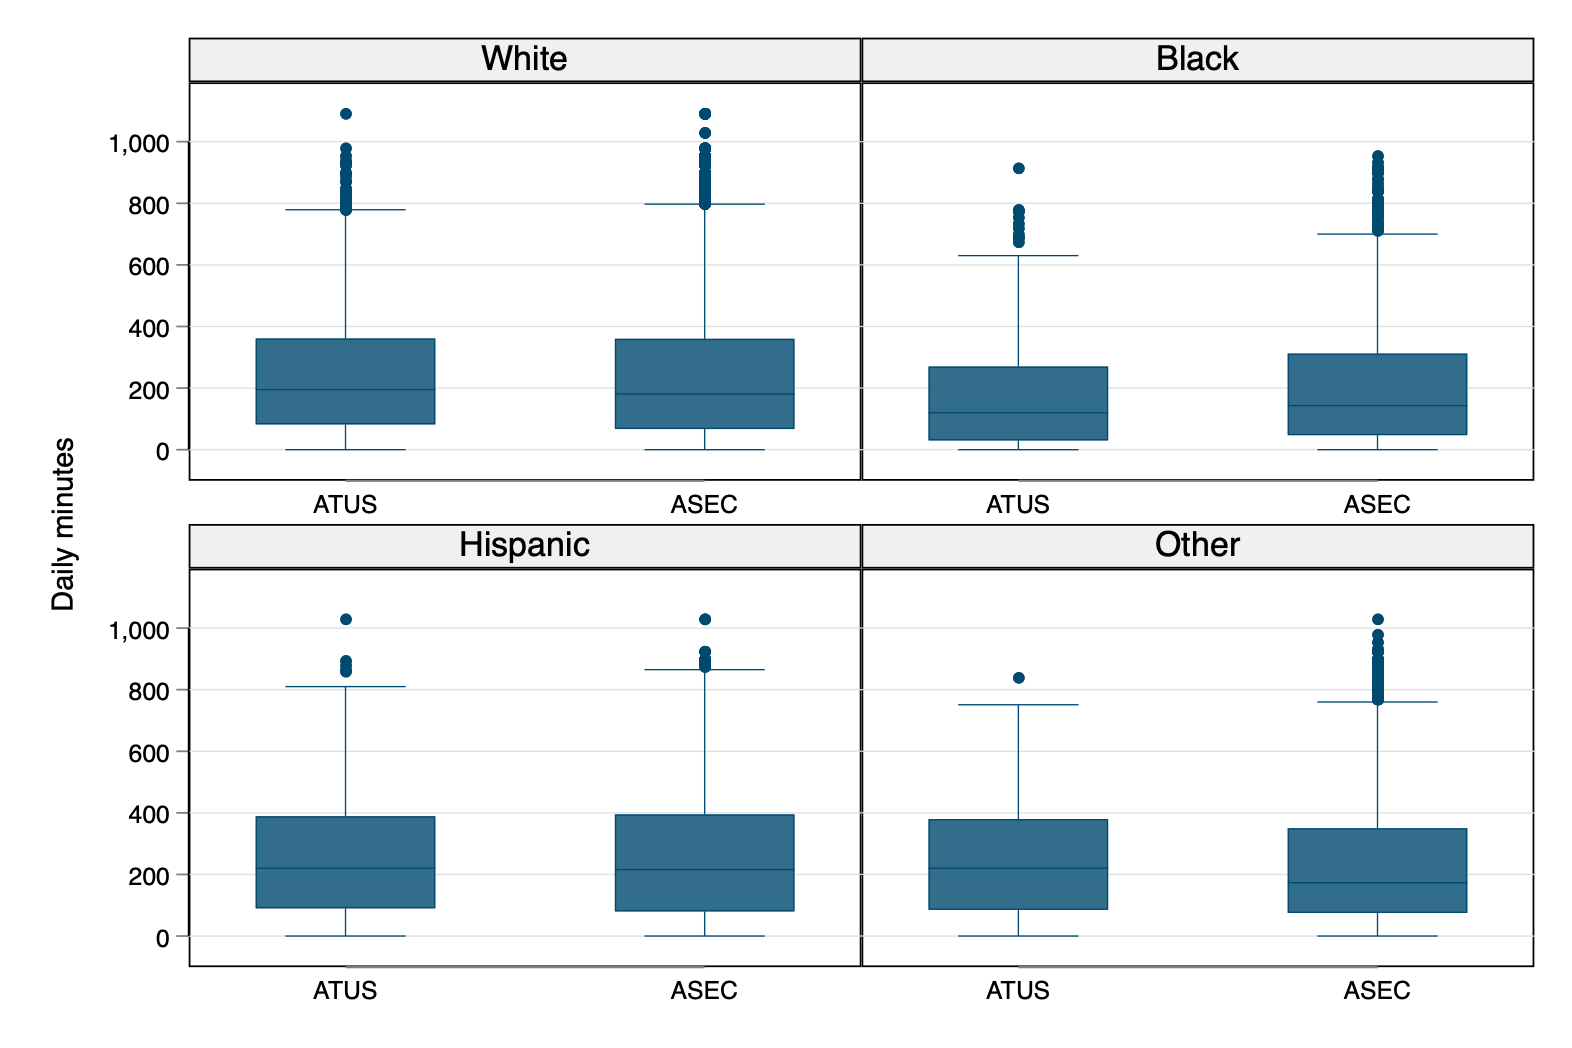 White
Black
Daily minutes
1,000
800
600
400
200
0
ATUS
ASEC
ATUS
ASEC
Hispanic
Other
1,000
800
600
400
200
0
ATUS
ASEC
ATUS
ASEC